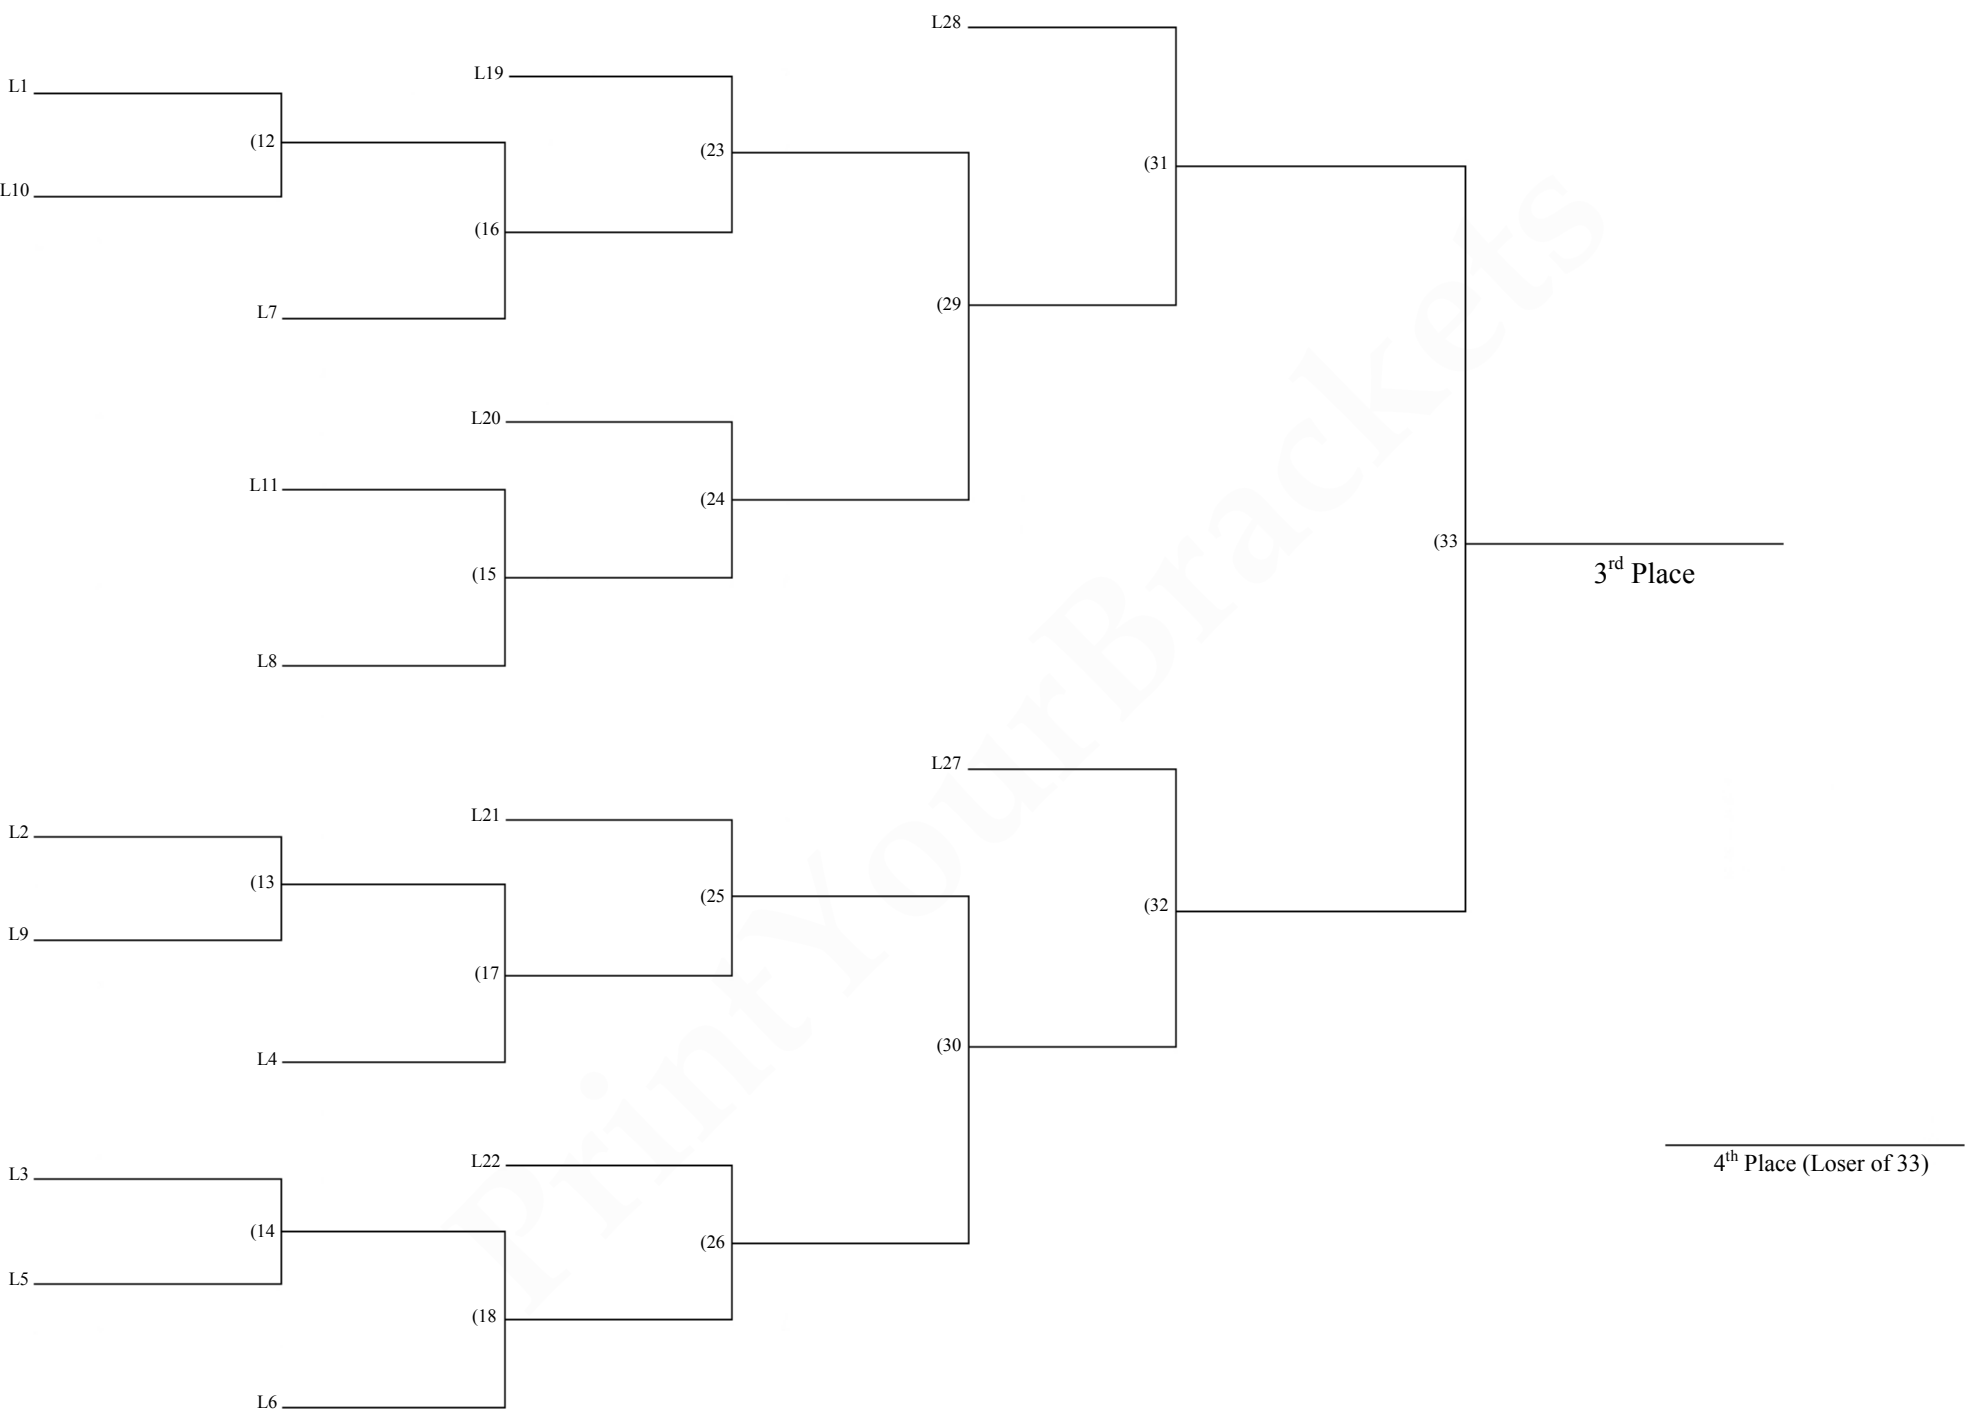 L28
L19
L1
(12
(23
(31
L10
(16
(29
L7
L20
L11
(24
(33
3rd Place
(15
L8
L27
L21
L2
(13
(25
(32
L9
(17
(30
L4
L22
4th Place (Loser of 33)
L3
(14
(26
L5
(18
L6
PrintYourBrackets